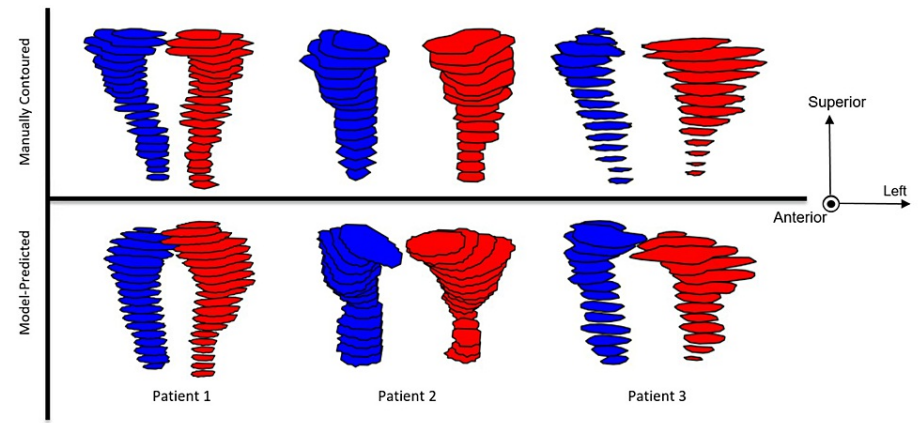 Manually Contoured
Superior
Left
Anterior
Model-Predicted
Patient 1
Patient 2
Patient 3